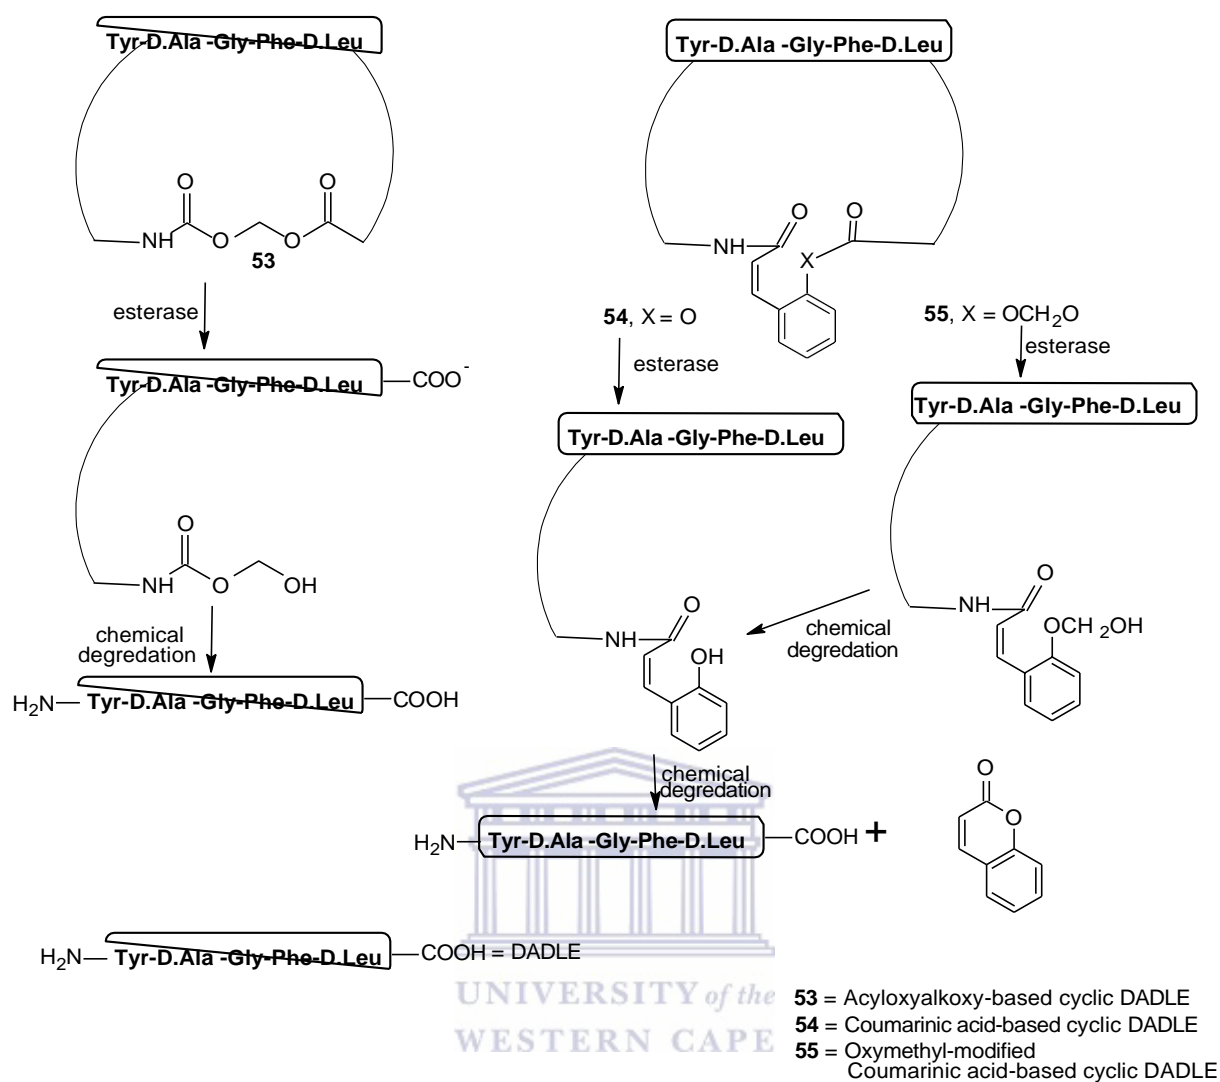 Tyr-D.Ala -Gly-Phe-D.Leu
O
O
NH
O
O
53
esterase
Tyr-D.Ala -Gly-Phe-D.Leu
COO-
O
NH
O
OH
chemical
degredation
H2N
Tyr-D.Ala -Gly-Phe-D.Leu
COOH
Tyr-D.Ala -Gly-Phe-D.Leu
O
O
NH
X
54, X = O
esterase
55, X = OCH2O
esterase
Tyr-D.Ala -Gly-Phe-D.Leu
O
NH
OH
Tyr-D.Ala -Gly-Phe-D.Leu
O
NH
OCH 2OH
chemical
degredation
chemical
degredation
H2N
Tyr-D.Ala -Gly-Phe-D.Leu
COOH +
O
O
H2N
Tyr-D.Ala -Gly-Phe-D.Leu
COOH = DADLE
UNIVERSITY of the
WESTERN CAPE
53 = Acyloxyalkoxy-based cyclic DADLE
54 = Coumarinic acid-based cyclic DADLE
55 = Oxymethyl-modified
Coumarinic acid-based cyclic DADLE